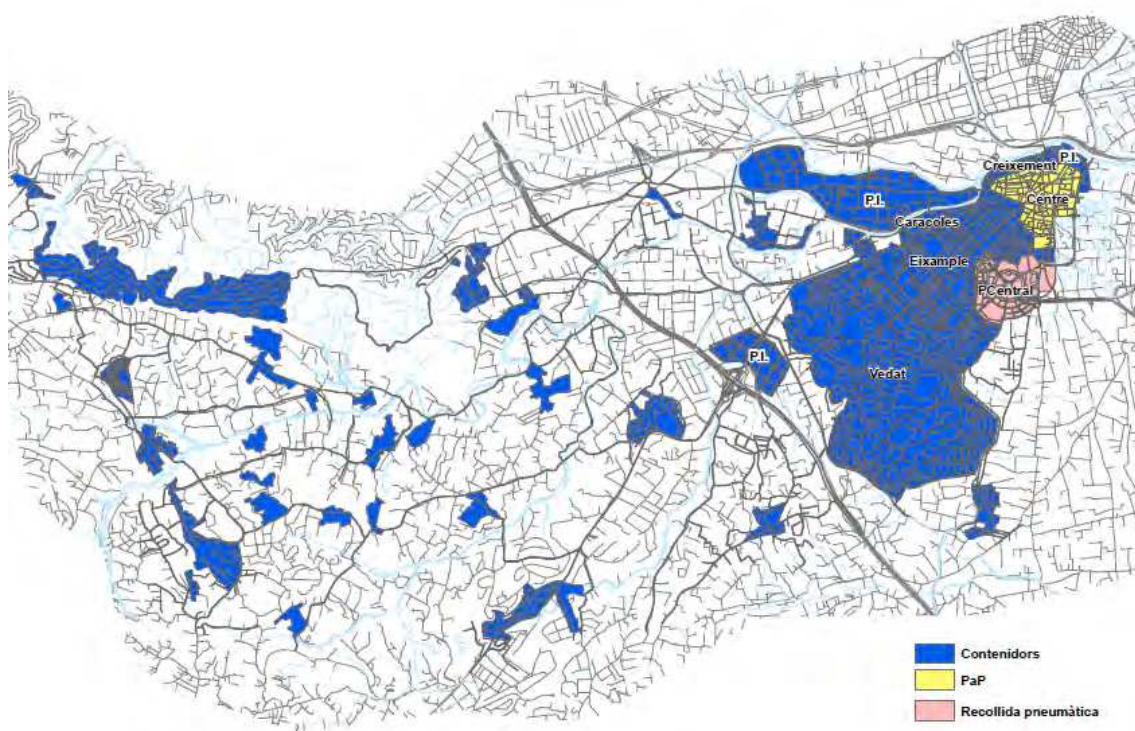 P.I.
Creixement
Centre
P.I.
Caracoles
Eixample
PCentral
P.I.
Vedat
Contenidors
PaP
Recollida pneumàtica